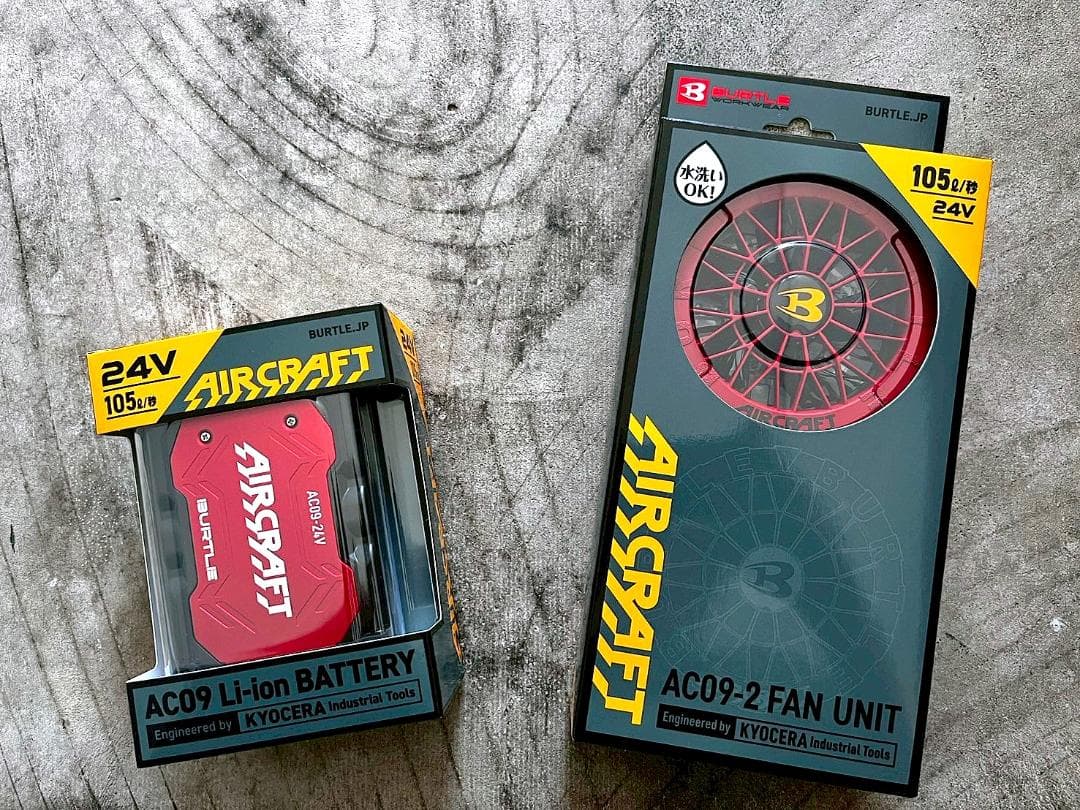 BURTLE.JP
24V
105ℓ/秒
AIRCRAFT
AIRCRAFT
AC09-24V
BURTLE
AC09 Li-ion BATTERY
Engineered by KYOCERA Industrial Tools
B BURTLE
WORKWEAR
BURTLE.JP
水洗い
OK!
105ℓ/秒
24V
B
AIRCRAFT
AIRCRAFT
B
AC09-2 FAN UNIT
Engineered by KYOCERA Industrial Tools